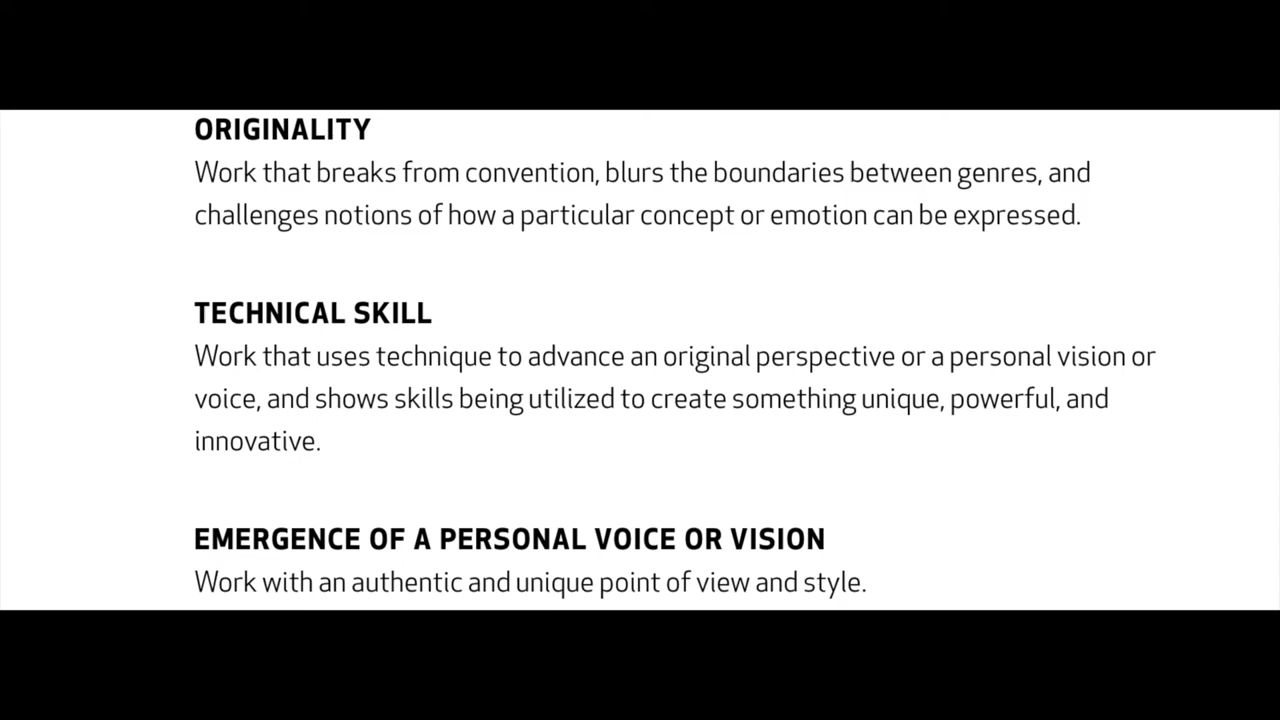 ORIGINALITY
Work that breaks from convention, blurs the boundaries between genres, and
challenges notions of how a particular concept or emotion can be expressed.
TECHNICAL SKILL
Work that uses technique to advance an original perspective or a personal vision or
voice, and shows skills being utilized to create something unique, powerful, and
innovative.
EMERGENCE OF A PERSONAL VOICE OR VISION
Work with an authentic and unique point of view and style.